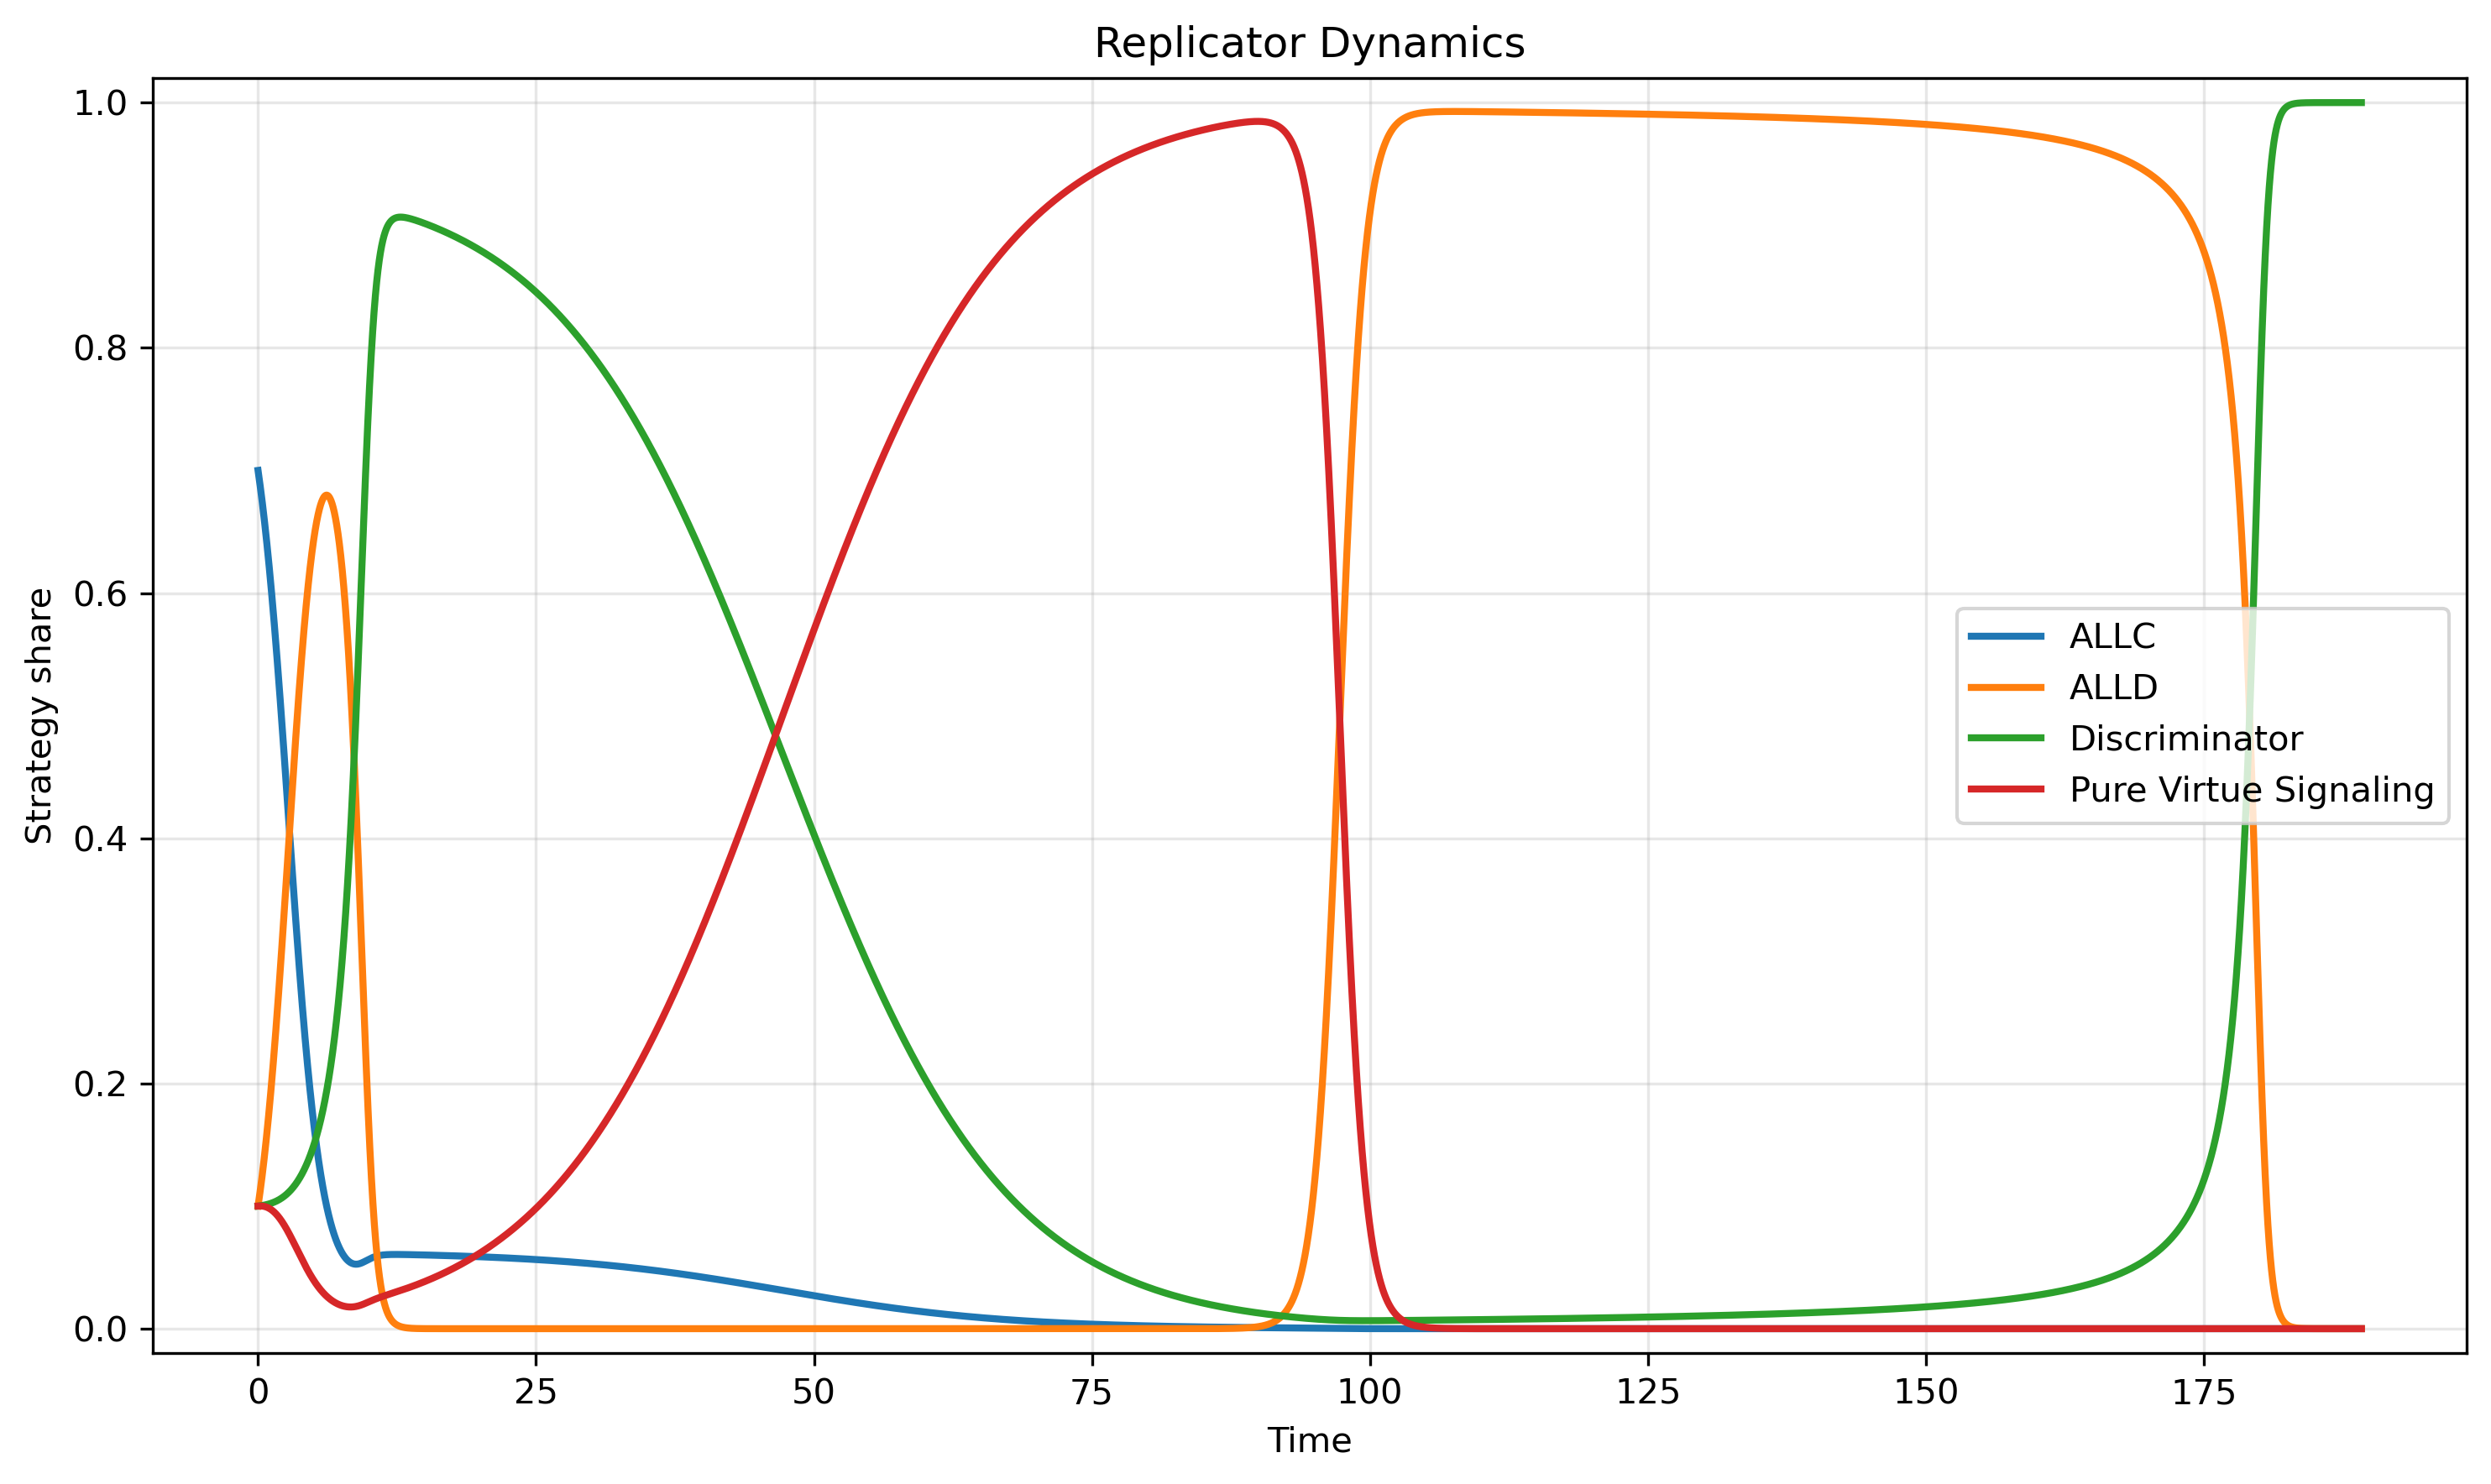 Replicator Dynamics
Strategy share
1.0
0.8
0.6
0.4
0.2
0.0
ALLC
ALLD
Discriminator
Pure Virtue Signaling
0 25 50 75 100 125 150 175
Time